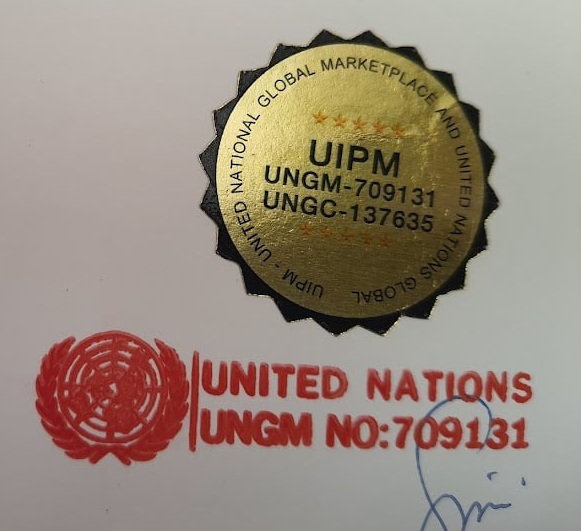 UIPM - UNITED NATIONAL GLOBAL MARKETPLACE AND UNITED NATIONS GLOBAL
UIPM
UNGM-709131
UNGC-137635
UNITED NATIONS
UNGM NO:709131